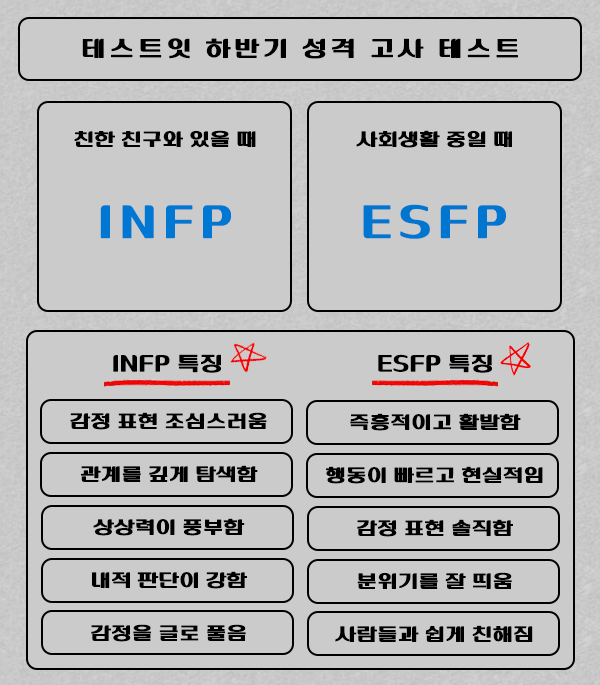 테스트잇 하반기 성격 고사 테스트
친한 친구와 있을 때
INFP
사회생활 중일 때
ESFP
INFP 특징
감정 표현 조심스러움
관계를 깊게 탐색함
상상력이 풍부함
내적 판단이 강함
감정을 글로 풀음
ESFP 특징
즉흥적이고 활발함
행동이 빠르고 현실적임
감정 표현 솔직함
분위기를 잘 띄움
사람들과 쉽게 친해짐